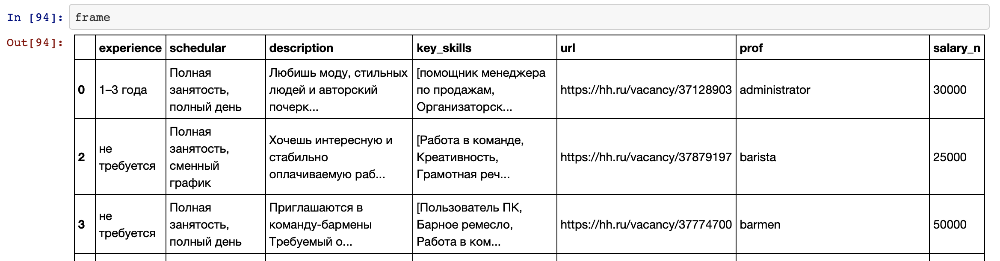 In [94]: frame
Out[94]:
experience schedular description key_skills url prof salary_n
0 1–3 года Полная занятость, полный день Любишь моду, стильных людей и авторский почерк... [помощник менеджера по продажам, Организаторск... https://hh.ru/vacancy/37128903 administrator 30000
2 не требуется Полная занятость, сменный график Хочешь интересную и стабильно оплачиваемую раб... [Работа в команде, Креативность, Грамотная реч... https://hh.ru/vacancy/37879197 barista 25000
3 не требуется Полная занятость, полный день Приглашаются в команду-бармены Требуемый о... [Пользователь ПК, Барное ремесло, Работа в ком... https://hh.ru/vacancy/37774700 barmen 50000